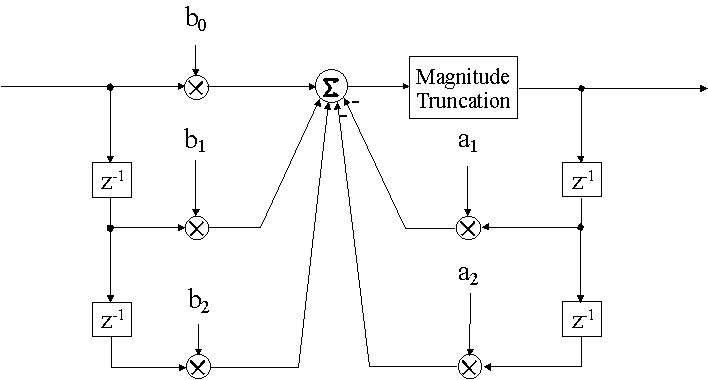 b₀
Σ
Magnitude
Truncation
b₁
a₁
z⁻¹
z⁻¹
b₂
a₂
z⁻¹
z⁻¹